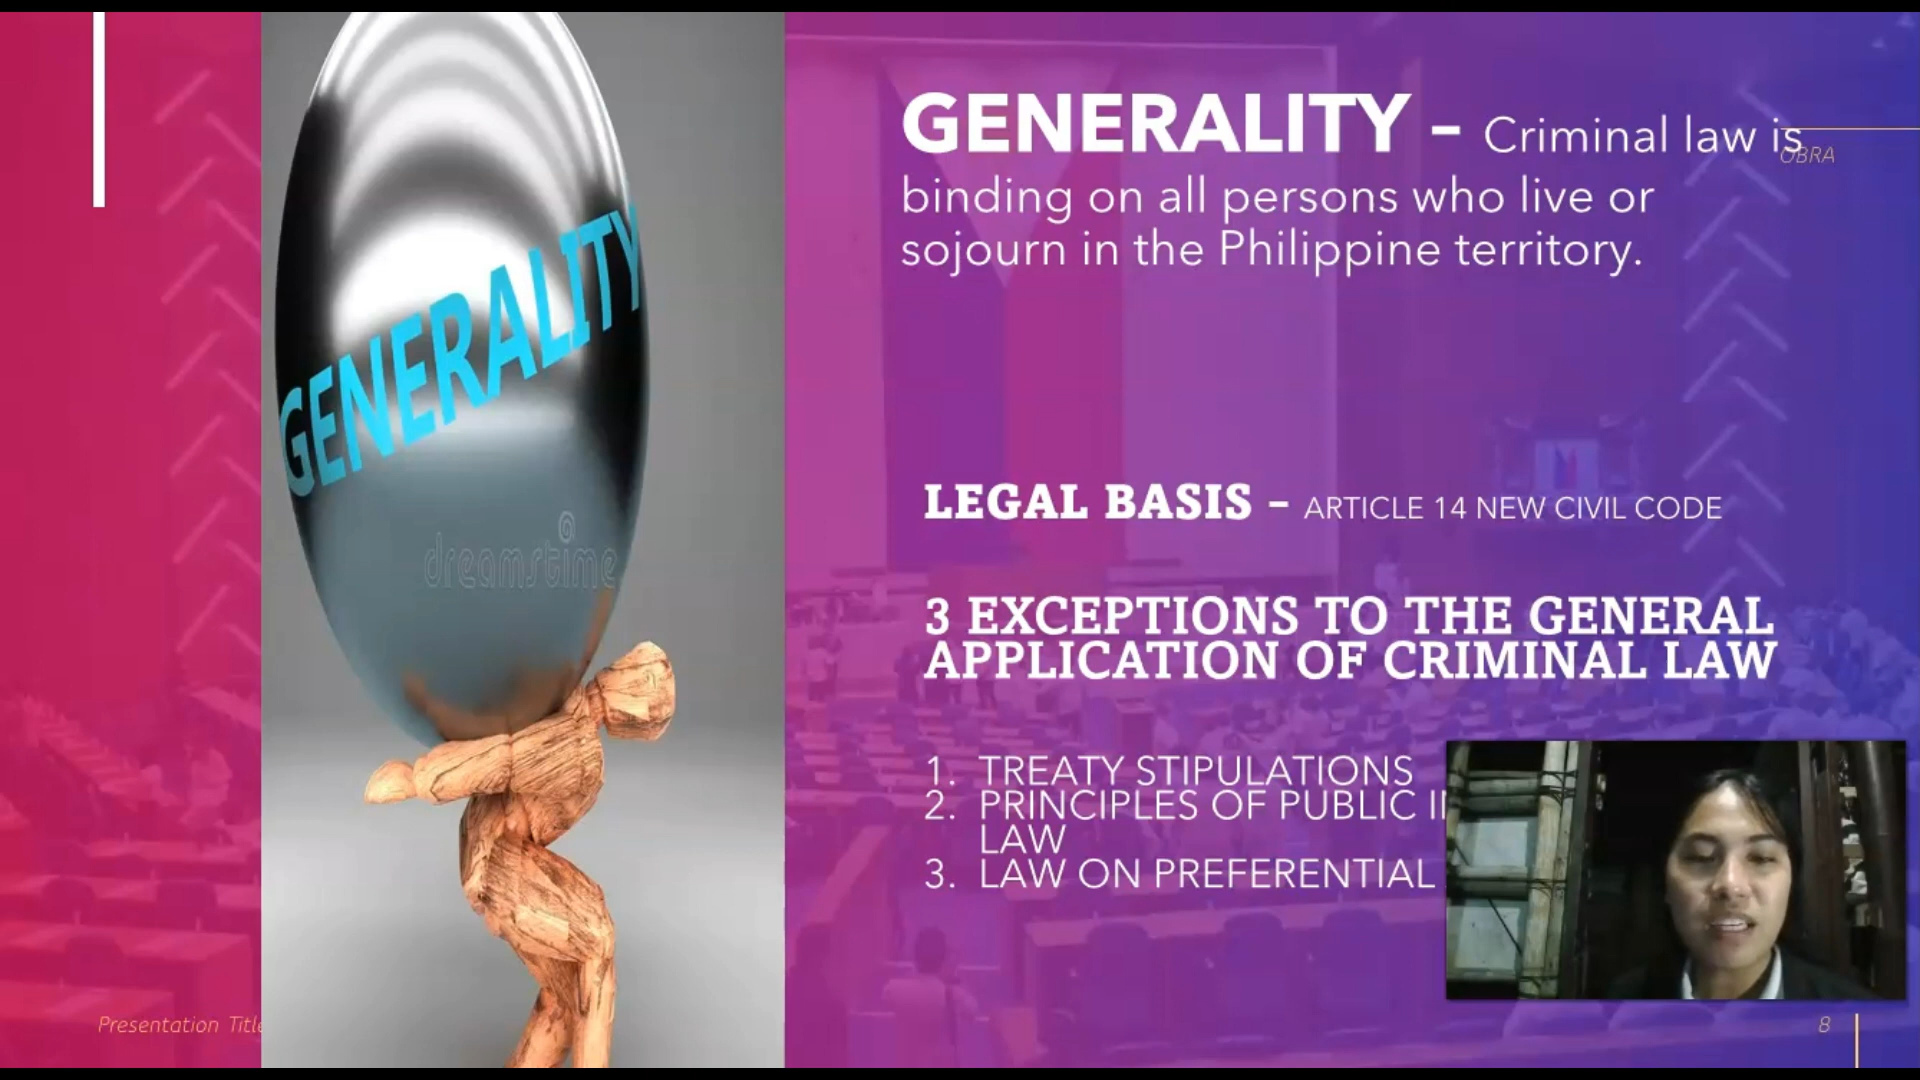 GENERALITY – Criminal law is
OBRA
binding on all persons who live or
sojourn in the Philippine territory.
GENERALITY
dreamstime
LEGAL BASIS – ARTICLE 14 NEW CIVIL CODE
3 EXCEPTIONS TO THE GENERAL
APPLICATION OF CRIMINAL LAW
1. TREATY STIPULATIONS
2. PRINCIPLES OF PUBLIC
LAW
3. LAW ON PREFERENTIAL
Presentation Title
8